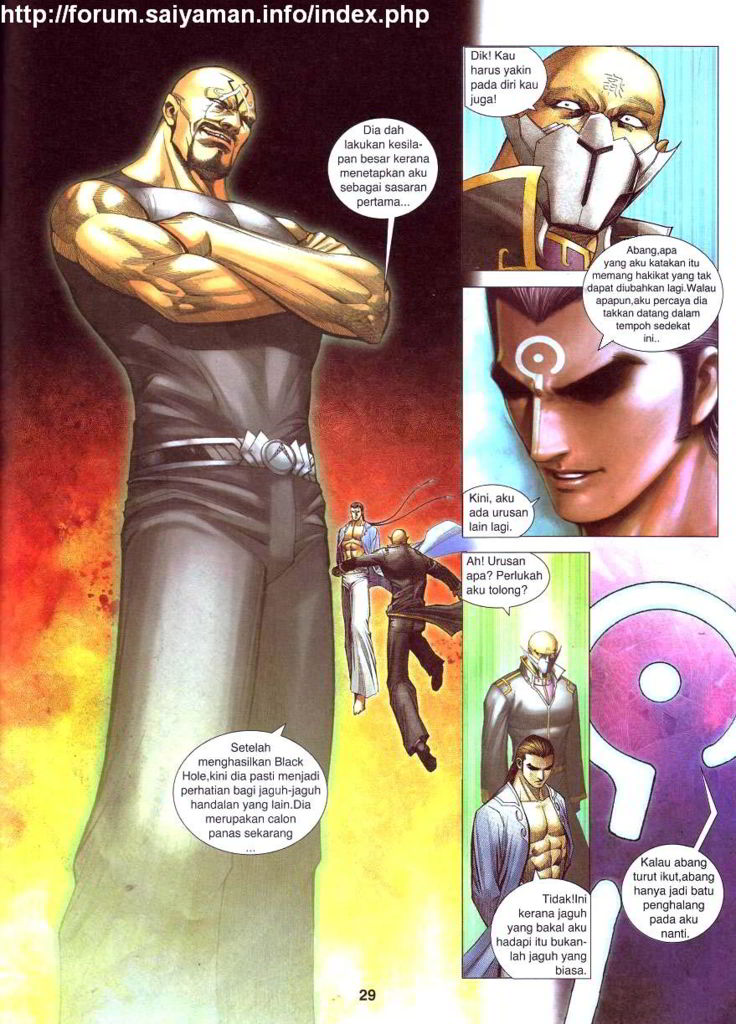 http://forum.saiyaman.info/index.php
Dia dah
lakukan kesila-
pan besar kerana
menetapkan aku
sebagai sasaran
pertama...
Setelah
menghasilkan Black
Hole,kini dia pasti menjadi
perhatian bagi jaguh-jaguh
handalan yang lain.Dia
merupakan calon
panas sekarang
...
Dik! Kau
harus yakin
pada diri kau
juga!
Abang,apa
yang aku katakan itu
memang hakikat yang tak
dapat diubahkan lagi.Walau
apapun,aku percaya dia
takkan datang dalam
tempoh sedekat
ini..
Kini, aku
ada urusan
lain lagi.
Ah! Urusan
apa? Perlukah
aku tolong?
Tidak!Ini
kerana jaguh
yang bakal aku
hadapi itu bukan-
lah jaguh yang
biasa.
Kalau abang
turut ikut,abang
hanya jadi batu
penghalang
pada aku
nanti.
29